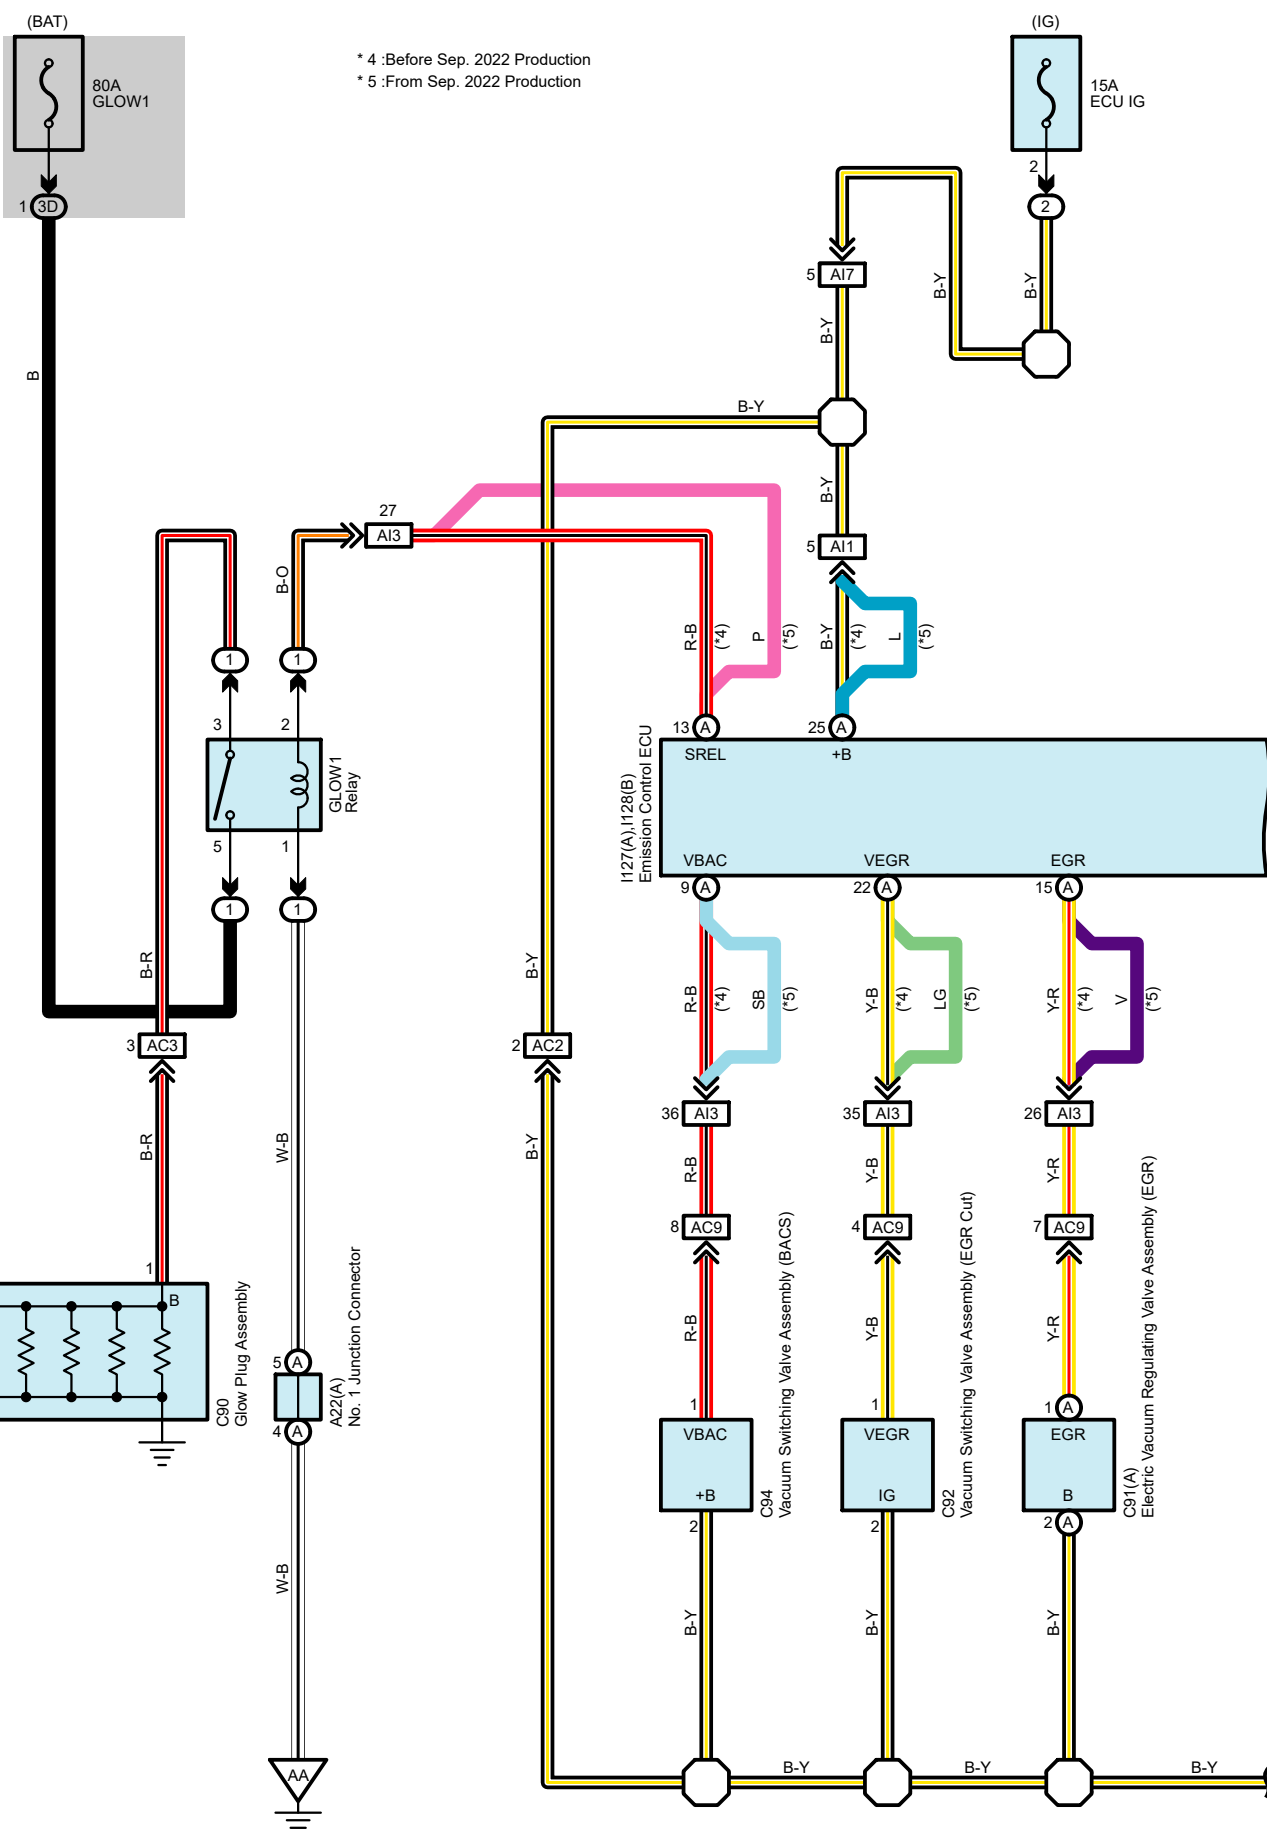 (BAT)
80A
GLOW1
1 3D
* 4 :Before Sep. 2022 Production
* 5 :From Sep. 2022 Production
(IG)
15A
ECU IG
2
2
B-Y
B-Y
5 AI7
B-Y
B
B-Y
B-Y
5 AI1
27
AI3
B-O
R-B
(*4)
P
(*5)
B-Y
(*4)
L
(*5)
1
1
3
2
GLOW1
Relay
5
1
1
1
13 A
25 A
SREL
+B
I127(A),I128(B)
Emission Control ECU
VBAC
VEGR
EGR
9 A
22 A
15 A
B-R
B-Y
R-B
(*4)
SB
(*5)
Y-B
(*4)
LG
(*5)
Y-R
(*4)
V
(*5)
3 AC3
2 AC2
36 AI3
35 AI3
26 AI3
B-R
W-B
B-Y
R-B
Y-B
Y-R
8 AC9
4 AC9
7 AC9
1
B
C90
Glow Plug Assembly
5 A
A22(A)
No. 1 Junction Connector
4 A
R-B
Y-B
Y-R
1
VBAC
+B
2
C94
Vacuum Switching Valve Assembly (BACS)
1
VEGR
IG
2
C92
Vacuum Switching Valve Assembly (EGR Cut)
1 A
EGR
B
2 A
C91(A)
Electric Vacuum Regulating Valve Assembly (EGR)
W-B
B-Y
B-Y
B-Y
AA
B-Y
B-Y
B-Y